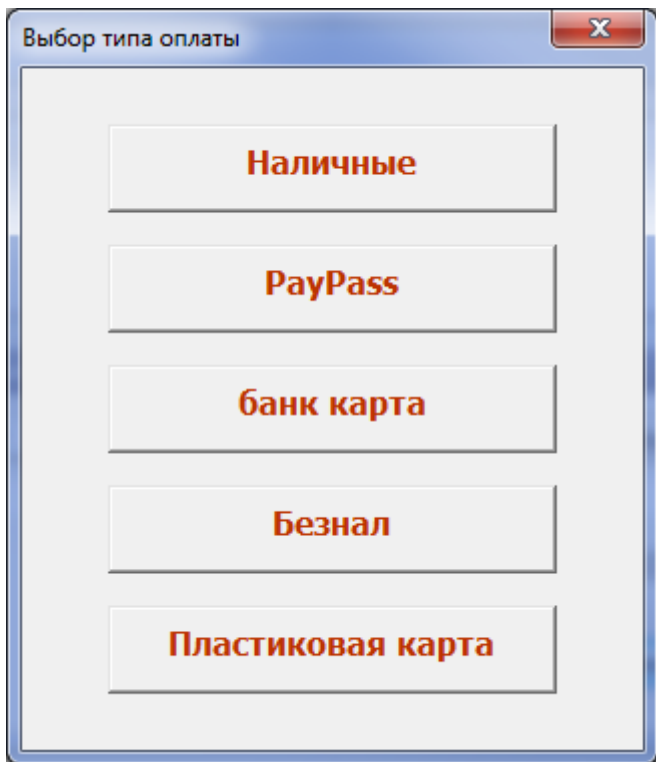 Выбор типа оплаты
Наличные
PayPass
банк карта
Безнал
Пластиковая карта